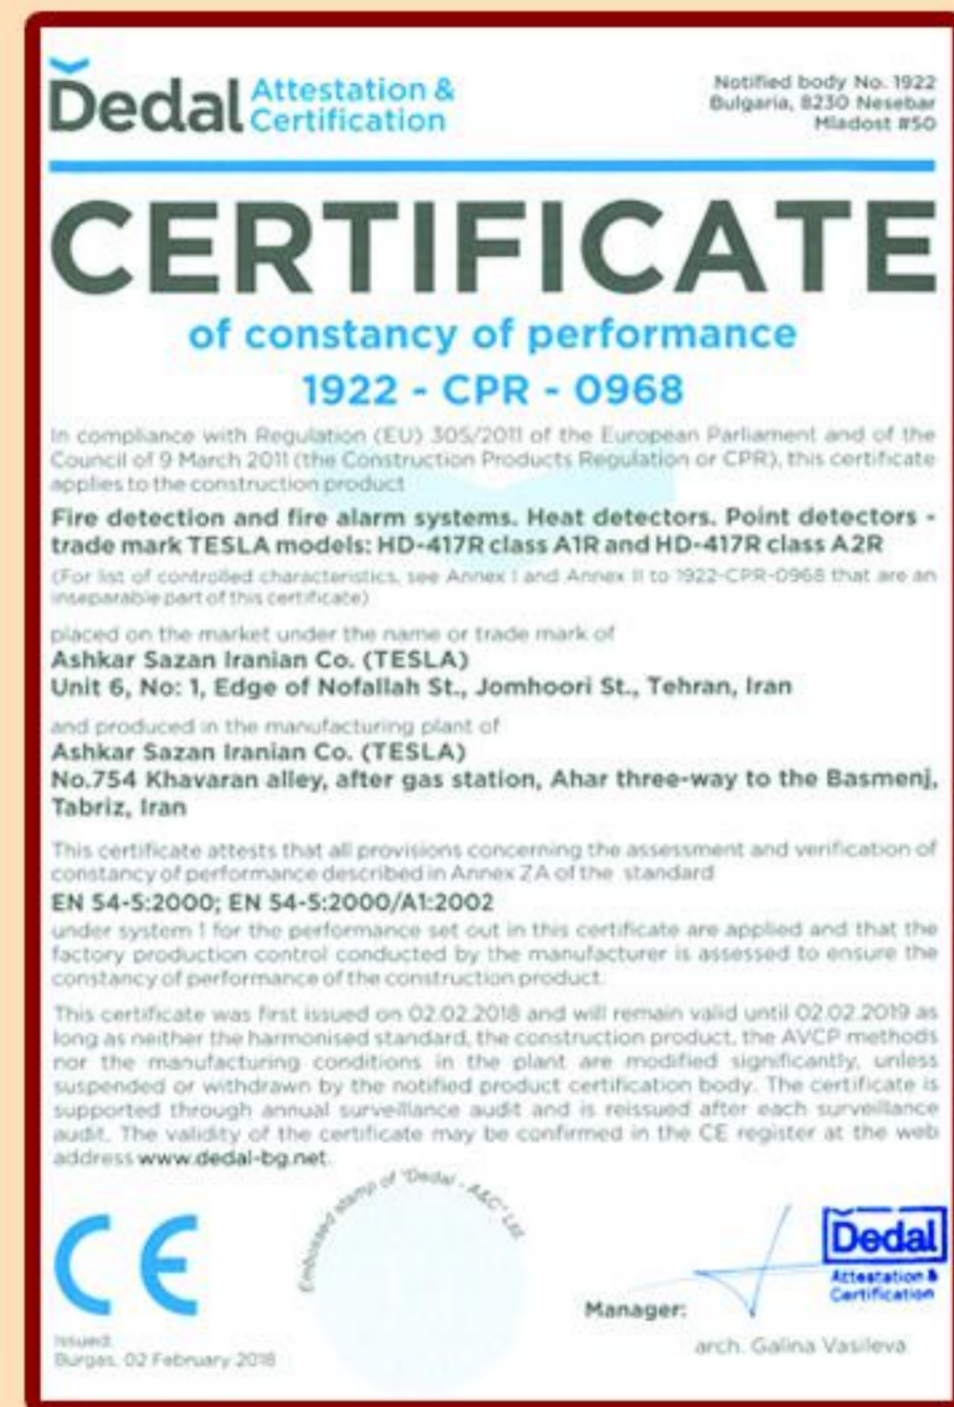 Dedal Attestation &
Certification
Notified body No. 1922
Bulgaria, 8230 Nesebar
Mladost #50
CERTIFICATE
of constancy of performance
1922 - CPR - 0968
In compliance with Regulation (EU) 305/2011 of the European Parliament and of the
Council of 9 March 2011 (the Construction Products Regulation or CPR), this certificate
applies to the construction product
Fire detection and fire alarm systems. Heat detectors. Point detectors -
trade mark TESLA models: HD-417R class A1R and HD-417R class A2R
(For list of controlled characteristics, see Annex I and Annex II to 1922-CPR-0968 that are an
inseparable part of this certificate)
placed on the market under the name or trade mark of
Ashkar Sazan Iranian Co. (TESLA)
Unit 6, No: 1, Edge of Nofallah St., Jomhoori St., Tehran, Iran
and produced in the manufacturing plant of
Ashkar Sazan Iranian Co. (TESLA)
No.754 Khavaran alley, after gas station, Ahar three-way to the Basmenj,
Tabriz, Iran
This certificate attests that all provisions concerning the assessment and verification of
constancy of performance described in Annex ZA of the standard
EN 54-5:2000; EN 54-5:2000/A1:2002
under system 1 for the performance set out in this certificate are applied and that the
factory production control conducted by the manufacturer is assessed to ensure the
constancy of performance of the construction product.
This certificate was first issued on 02.02.2018 and will remain valid until 02.02.2019 as
long as neither the harmonised standard, the construction product, the AVCP methods
nor the manufacturing conditions in the plant are modified significantly, unless
suspended or withdrawn by the notified product certification body. The certificate is
supported through annual surveillance audit and is reissued after each surveillance
audit. The validity of the certificate may be confirmed in the CE register at the web
address www.dedal-bg.net.
Embossed stamp of "Dedal - A&C" Ltd.
CE
Dedal
Attestation &
Certification
Manager:
arch. Galina Vasileva
Issued:
Burgas, 02 February 2018